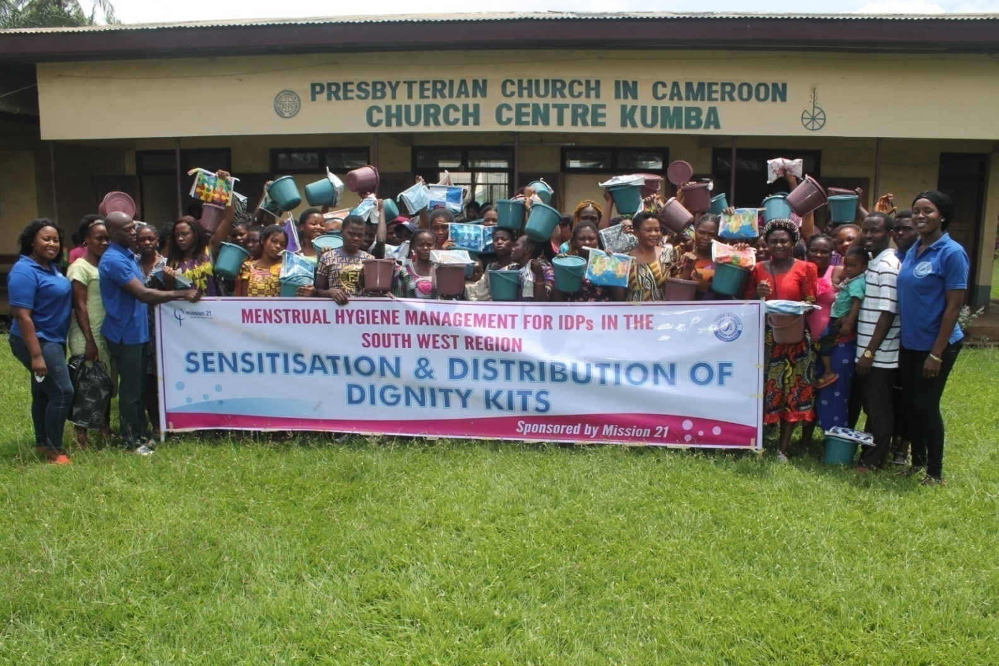 PRESBYTERIAN CHURCH IN CAMEROON
CHURCH CENTRE KUMBA
mission 21
MENSTRUAL HYGIENE MANAGEMENT FOR IDPs IN THE
SOUTH WEST REGION
SENSITISATION & DISTRIBUTION OF
DIGNITY KITS
Sponsored by Mission 21